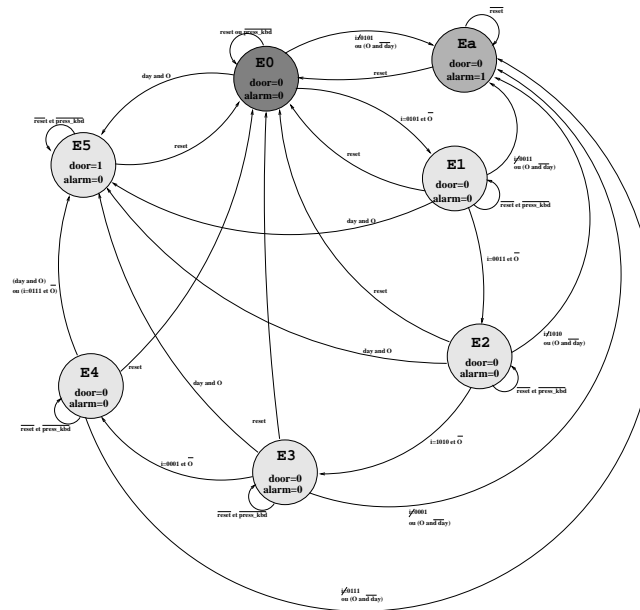 reset
reset ou press_kbd
i≠0101
ou (O and day)
Ea
door=0
alarm=1
E0
door=0
alarm=0
reset
day and O
i=0101 et O
reset et press_kbd
E5
door=1
alarm=0
reset
reset
E1
door=0
alarm=0
i≠0011
ou (O and day)
reset et press_kbd
day and O
i=0011 et O
(day and O)
ou (i=0111 et O)
reset
i≠1010
ou (O and day)
E2
door=0
alarm=0
day and O
reset
E4
door=0
alarm=0
day and O
reset et press_kbd
reset et press_kbd
reset
i=1010 et O
E3
door=0
alarm=0
i=0001 et O
reset et press_kbd
i≠0001
ou (O and day)
i≠0111
ou (O and day)